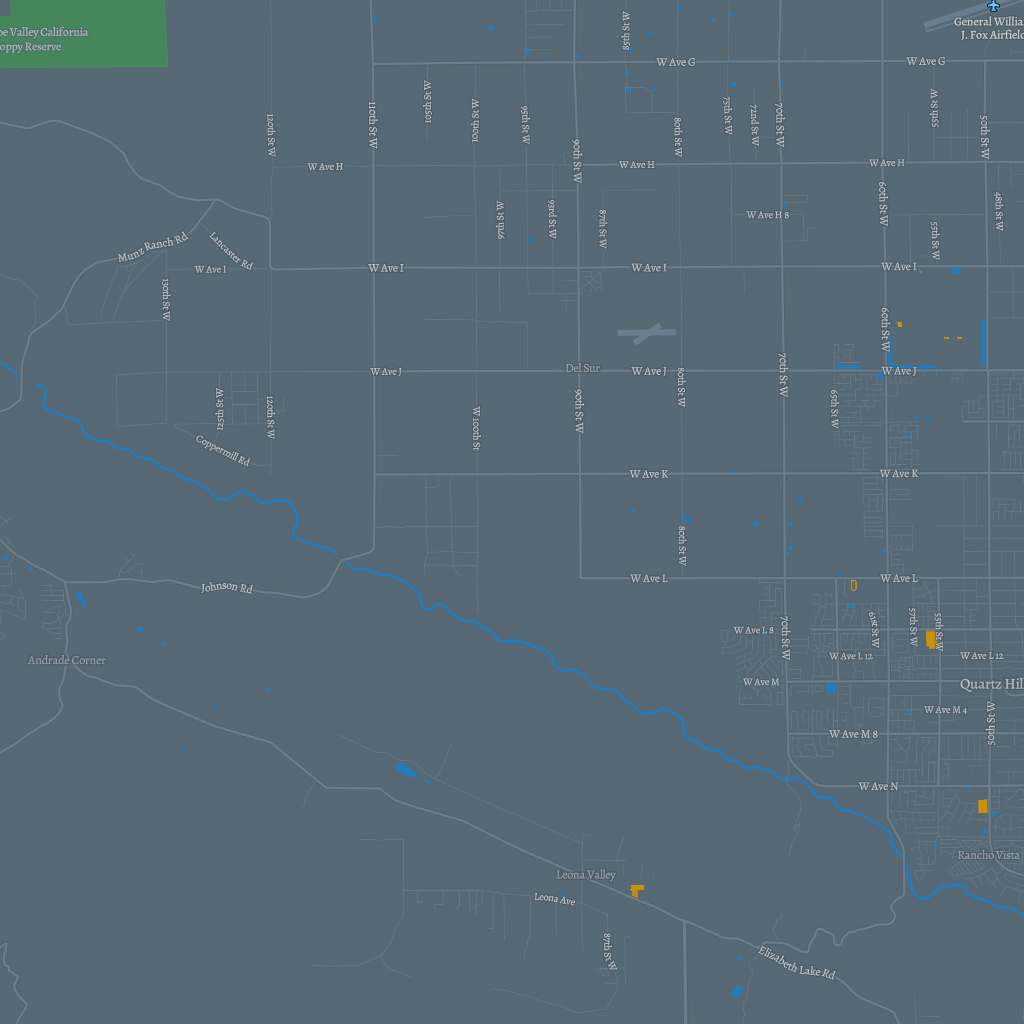 General William
J. Fox Airfield
Valley California
Poppy Reserve
85th St W
W Ave G
W Ave G
110th St W
105th St W
100th St W
95th St W
120th St W
80th St W
75th St W
72nd St W
70th St W
55th St W
50th St W
90th St W
W Ave H
W Ave H
W Ave H
60th St W
48th St W
97th St W
93rd St W
87th St W
W Ave H 8
55th St W
Munz Ranch Rd
Lancaster Rd
W Ave I
W Ave I
W Ave I
W Ave I
130th St W
60th St W
Del Sur
W Ave J
W Ave J
W Ave J
70th St W
80th St W
90th St W
65th St W
125th St W
120th St W
W 100th St
Coppermill Rd
W Ave K
W Ave K
80th St W
W Ave L
W Ave L
Johnson Rd
W Ave L 8
70th St W
61st St W
57th St W
55th St W
Andrade Corner
W Ave L 12
W Ave L 12
W Ave M
Quartz Hill
W Ave M 4
50th St W
W Ave M 8
W Ave N
Rancho Vista
Leona Valley
Leona Ave
87th St W
Elizabeth Lake Rd